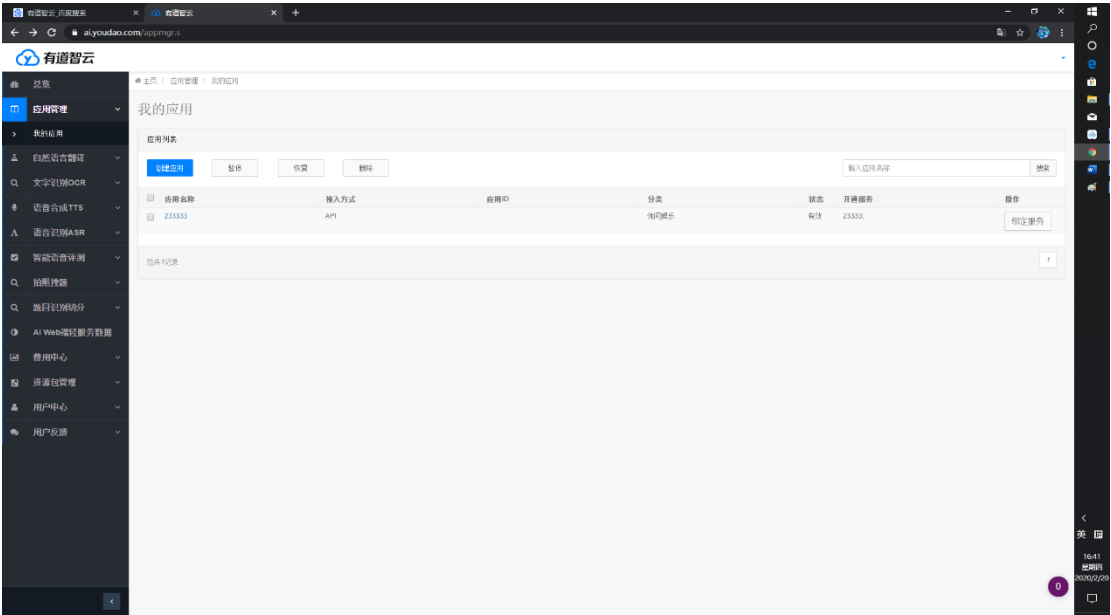 有道智云_百度搜索
有道智云
ai.youdao.com/appmgr.s
有道智云
总览
应用管理
我的应用
自然语言翻译
文字识别OCR
语音合成TTS
语音识别ASR
智能语音评测
拍照搜题
题目识别切分
AI Web端轻服务数据
费用中心
资源包管理
用户中心
用户反馈
主页 / 应用管理 / 我的应用
我的应用
应用列表
创建应用 暂停 恢复 删除 输入应用名称 搜索
应用名称 接入方式 应用ID 分类 状态 开通服务 操作
233333 API 休闲娱乐 有效 23333; 绑定服务
总共1记录 1
英
16:41
星期四
2020/2/20
0